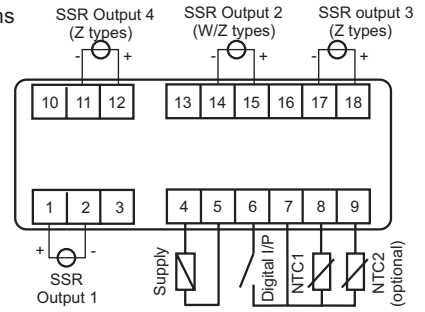 ns
SSR Output 4
(Z types)
SSR Output 2
(W/Z types)
SSR output 3
(Z types)
- +
- +
- +
10 11 12
13 14 15 16 17 18
1 2 3
4 5 6 7 8 9
+ -
SSR
Output 1
Supply
Digital I/P
NTC1
NTC2
(optional)